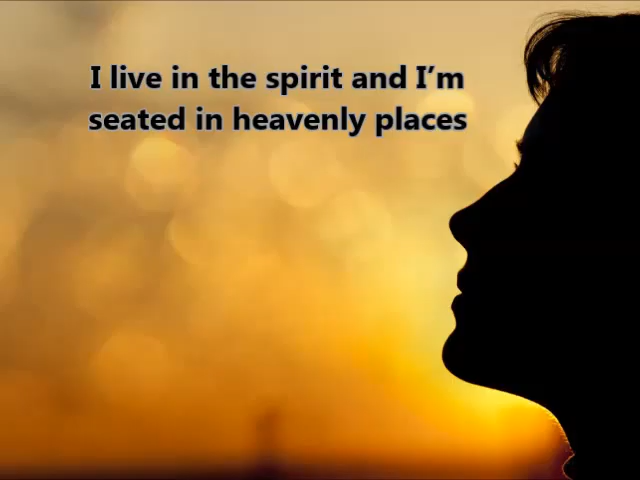 I live in the spirit and I’m
seated in heavenly places